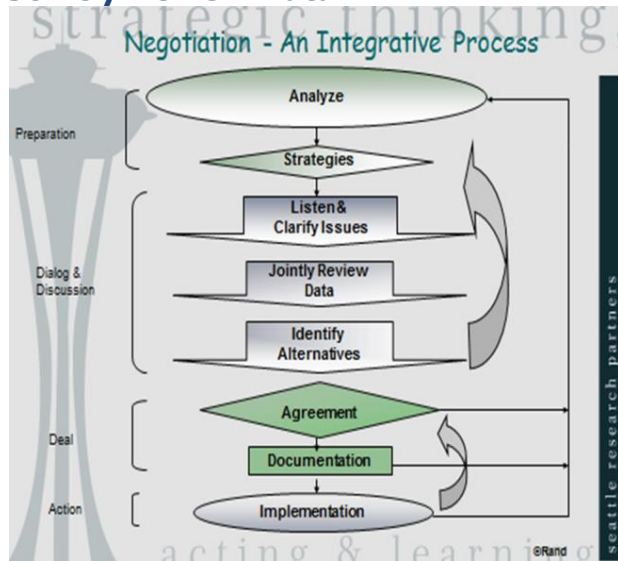 strategic thinking
Negotiation - An Integrative Process
Analyze
Preparation
Strategies
Listen &
Clarify Issues
Dialog &
Discussion
Jointly Review
Data
Identify
Alternatives
Agreement
Deal
Documentation
Action
Implementation
©Rand
acting & learning
seattle research partners